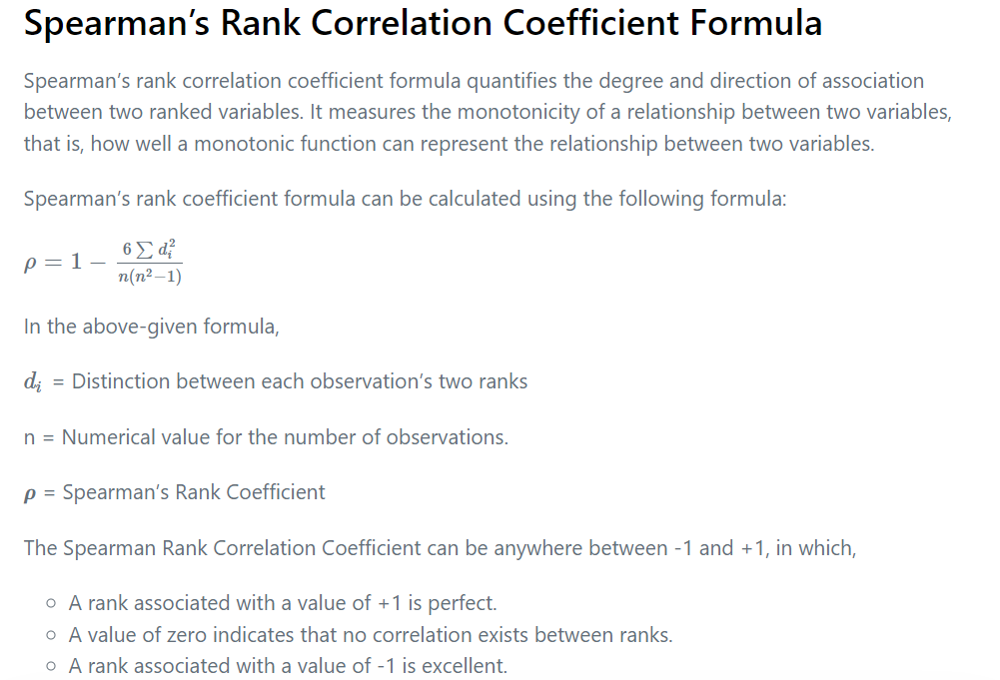 Spearman’s Rank Correlation Coefficient Formula
Spearman’s rank correlation coefficient formula quantifies the degree and direction of association
between two ranked variables. It measures the monotonicity of a relationship between two variables,
that is, how well a monotonic function can represent the relationship between two variables.
Spearman’s rank coefficient formula can be calculated using the following formula:
ρ = 1 − 6 ∑ d_i^2 / n(n²−1)
In the above-given formula,
d_i = Distinction between each observation’s two ranks
n = Numerical value for the number of observations.
ρ = Spearman’s Rank Coefficient
The Spearman Rank Correlation Coefficient can be anywhere between -1 and +1, in which,
○ A rank associated with a value of +1 is perfect.
○ A value of zero indicates that no correlation exists between ranks.
○ A rank associated with a value of -1 is excellent.